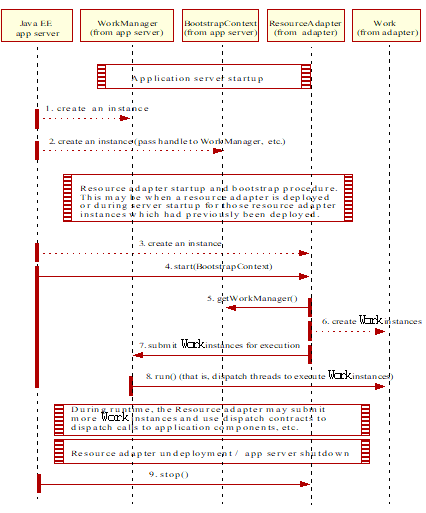 Java EE
app server
WorkManager
(from app server)
BootstrapContext
(from app server)
ResourceAdapter
(from adapter)
Work
(from adapter)
Application server startup
1. create an instance
2. create an instance (pass handle to WorkManager, etc.)
Resource adapter startup and bootstrap procedure.
This may be when a resource adapter is deployed
or during server startup for those resource adapter
instances which had previously been deployed.
3. create an instance
4. start(BootstrapContext)
5. getWorkManager()
6. create Work instances
7. submit Work instances for execution
8. run() (that is, dispatch threads to execute Work instances)
During runtime, the Resource adapter may submit
more Work instances and use dispatch contracts to
dispatch calls to application components, etc.
Resource adapter undeployment / app server shutdown
9. stop()